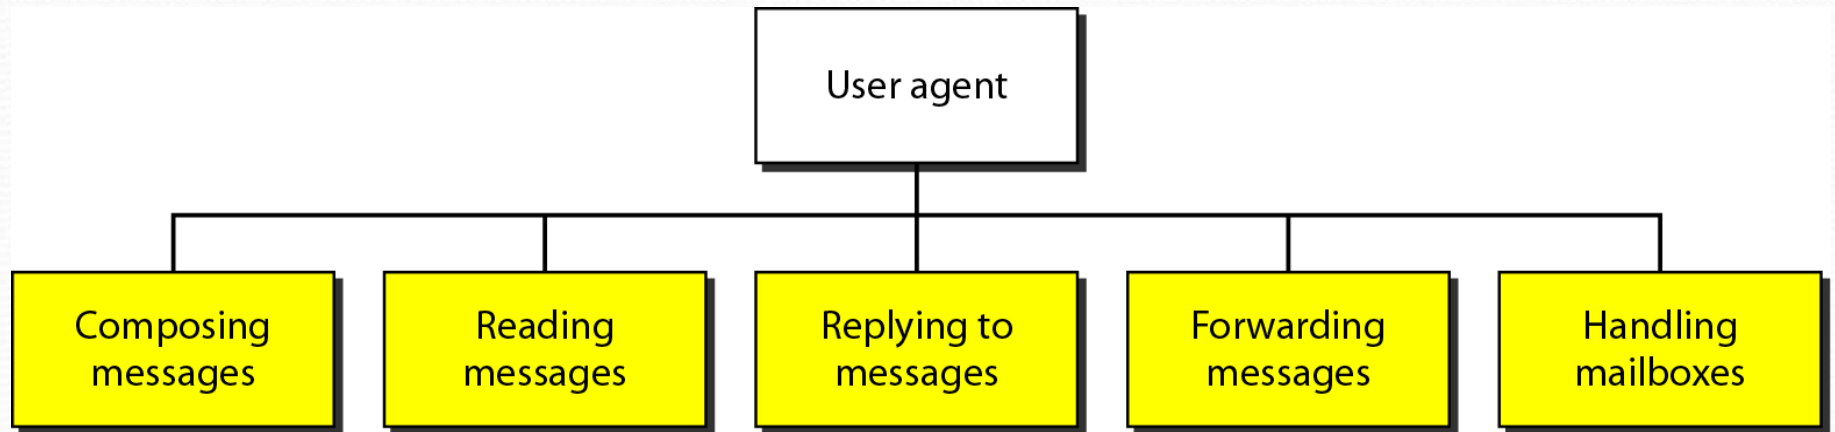 User agent
Composing
messages
Reading
messages
Replying to
messages
Forwarding
messages
Handling
mailboxes